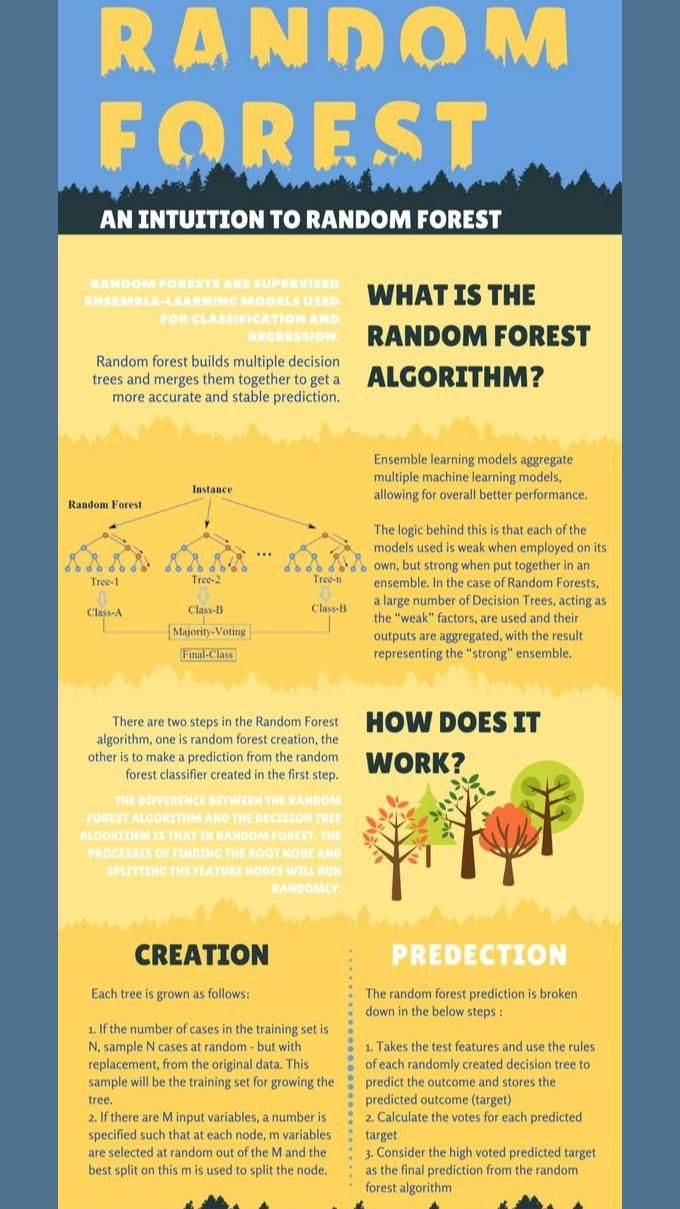 RANDOM
FOREST
AN INTUITION TO RANDOM FOREST
RANDOM FORESTS ARE SUPERVISED
ENSEMBLE-LEARNING MODELS USED
FOR CLASSIFICATION AND
REGRESSION.
Random forest builds multiple decision
trees and merges them together to get a
more accurate and stable prediction.
WHAT IS THE
RANDOM FOREST
ALGORITHM?
Instance
Random Forest
...
Tree-1
Tree-2
Tree-n
Class-A
Class-B
Class-B
Majority-Voting
Final-Class
Ensemble learning models aggregate
multiple machine learning models,
allowing for overall better performance.
The logic behind this is that each of the
models used is weak when employed on its
own, but strong when put together in an
ensemble. In the case of Random Forests,
a large number of Decision Trees, acting as
the “weak” factors, are used and their
outputs are aggregated, with the result
representing the “strong” ensemble.
There are two steps in the Random Forest
algorithm, one is random forest creation, the
other is to make a prediction from the random
forest classifier created in the first step.
THE DIFFERENCE BETWEEN THE RANDOM
FOREST ALGORITHM AND THE DECISION TREE
ALGORITHM IS THAT IN RANDOM FOREST, THE
PROCESSES OF FINDING THE ROOT NODE AND
SPLITTING THE FEATURE NODES WILL RUN
RANDOMLY.
HOW DOES IT
WORK?
CREATION
Each tree is grown as follows:
1. If the number of cases in the training set is
N, sample N cases at random - but with
replacement, from the original data. This
sample will be the training set for growing the
tree.
2. If there are M input variables, a number is
specified such that at each node, m variables
are selected at random out of the M and the
best split on this m is used to split the node.
PREDECTION
The random forest prediction is broken
down in the below steps :
1. Takes the test features and use the rules
of each randomly created decision tree to
predict the outcome and stores the
predicted outcome (target)
2. Calculate the votes for each predicted
target
3. Consider the high voted predicted target
as the final prediction from the random
forest algorithm